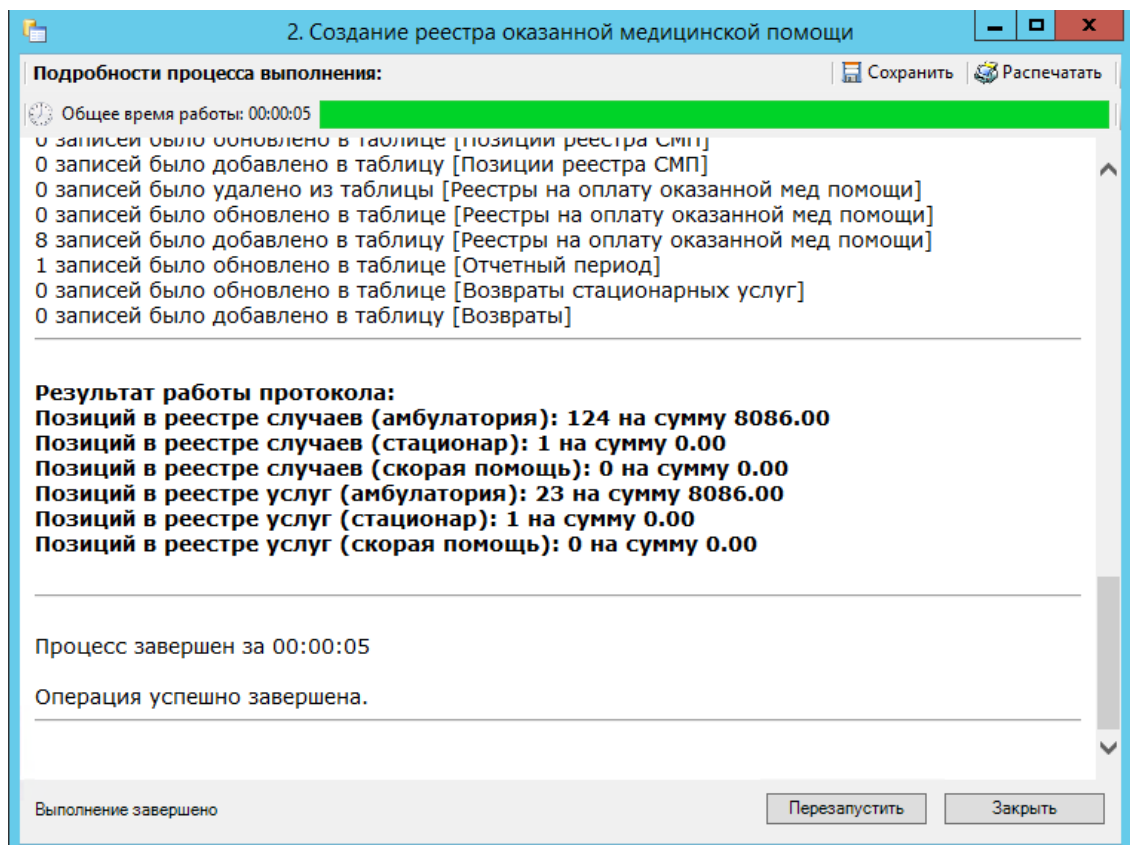 2. Создание реестра оказанной медицинской помощи
Подробности процесса выполнения:
Сохранить
Распечатать
Общее время работы: 00:00:05
0 записей было обновлено в таблице [Позиции реестра СМП]
0 записей было добавлено в таблицу [Позиции реестра СМП]
0 записей было удалено из таблицы [Реестры на оплату оказанной мед помощи]
0 записей было обновлено в таблице [Реестры на оплату оказанной мед помощи]
8 записей было добавлено в таблицу [Реестры на оплату оказанной мед помощи]
1 записей было обновлено в таблице [Отчетный период]
0 записей было обновлено в таблице [Возвраты стационарных услуг]
0 записей было добавлено в таблицу [Возвраты]
Результат работы протокола:
Позиций в реестре случаев (амбулатория): 124 на сумму 8086.00
Позиций в реестре случаев (стационар): 1 на сумму 0.00
Позиций в реестре случаев (скорая помощь): 0 на сумму 0.00
Позиций в реестре услуг (амбулатория): 23 на сумму 8086.00
Позиций в реестре услуг (стационар): 1 на сумму 0.00
Позиций в реестре услуг (скорая помощь): 0 на сумму 0.00
Процесс завершен за 00:00:05
Операция успешно завершена.
Выполнение завершено
Перезапустить
Закрыть